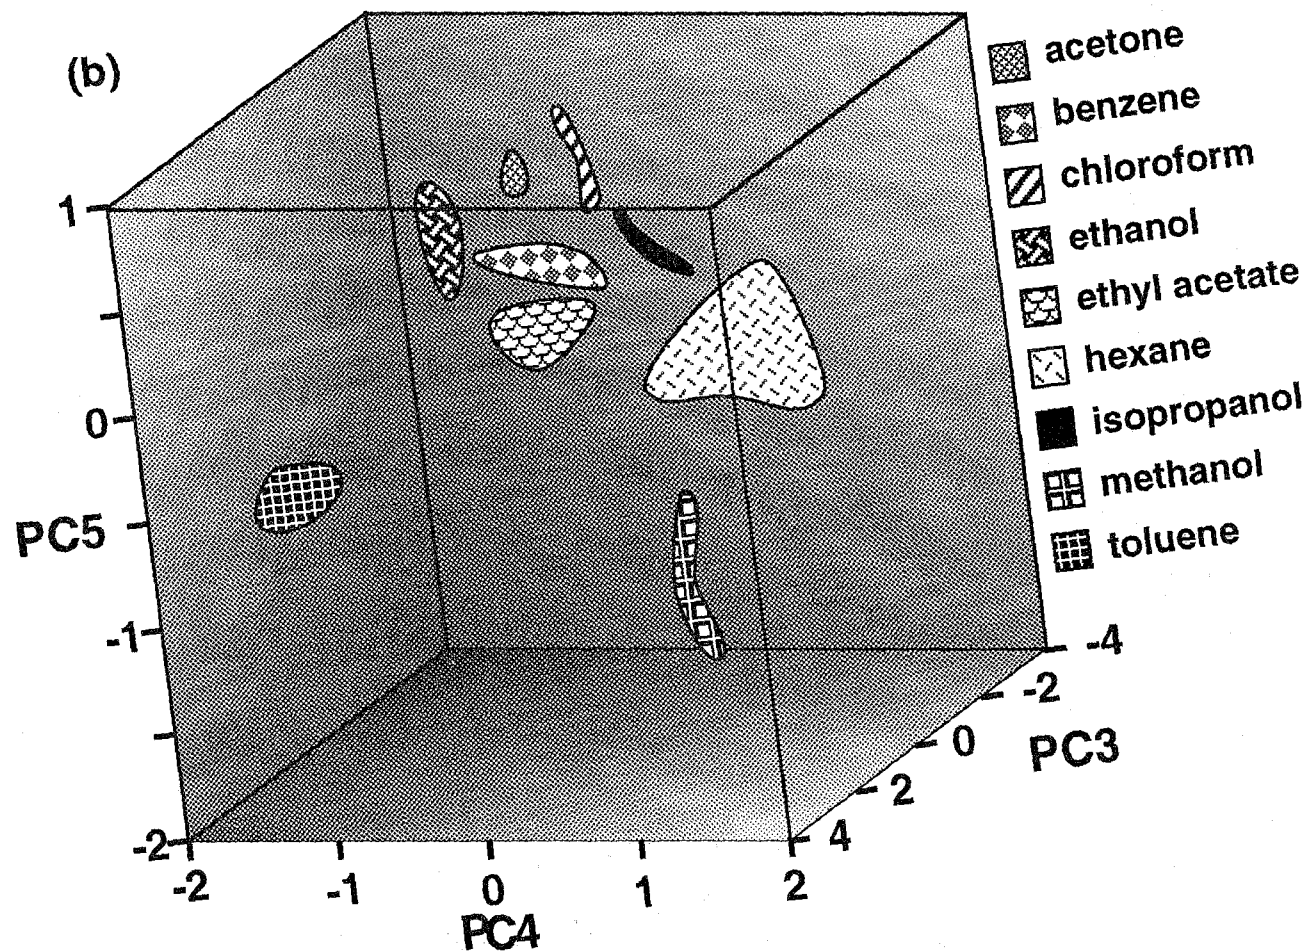 (b)
acetone
benzene
chloroform
ethanol
ethyl acetate
hexane
isopropanol
methanol
toluene
1
0
PC5
-1
-2
-2
-1
0
1
2
PC4
-4
-2
0
2
4
PC3